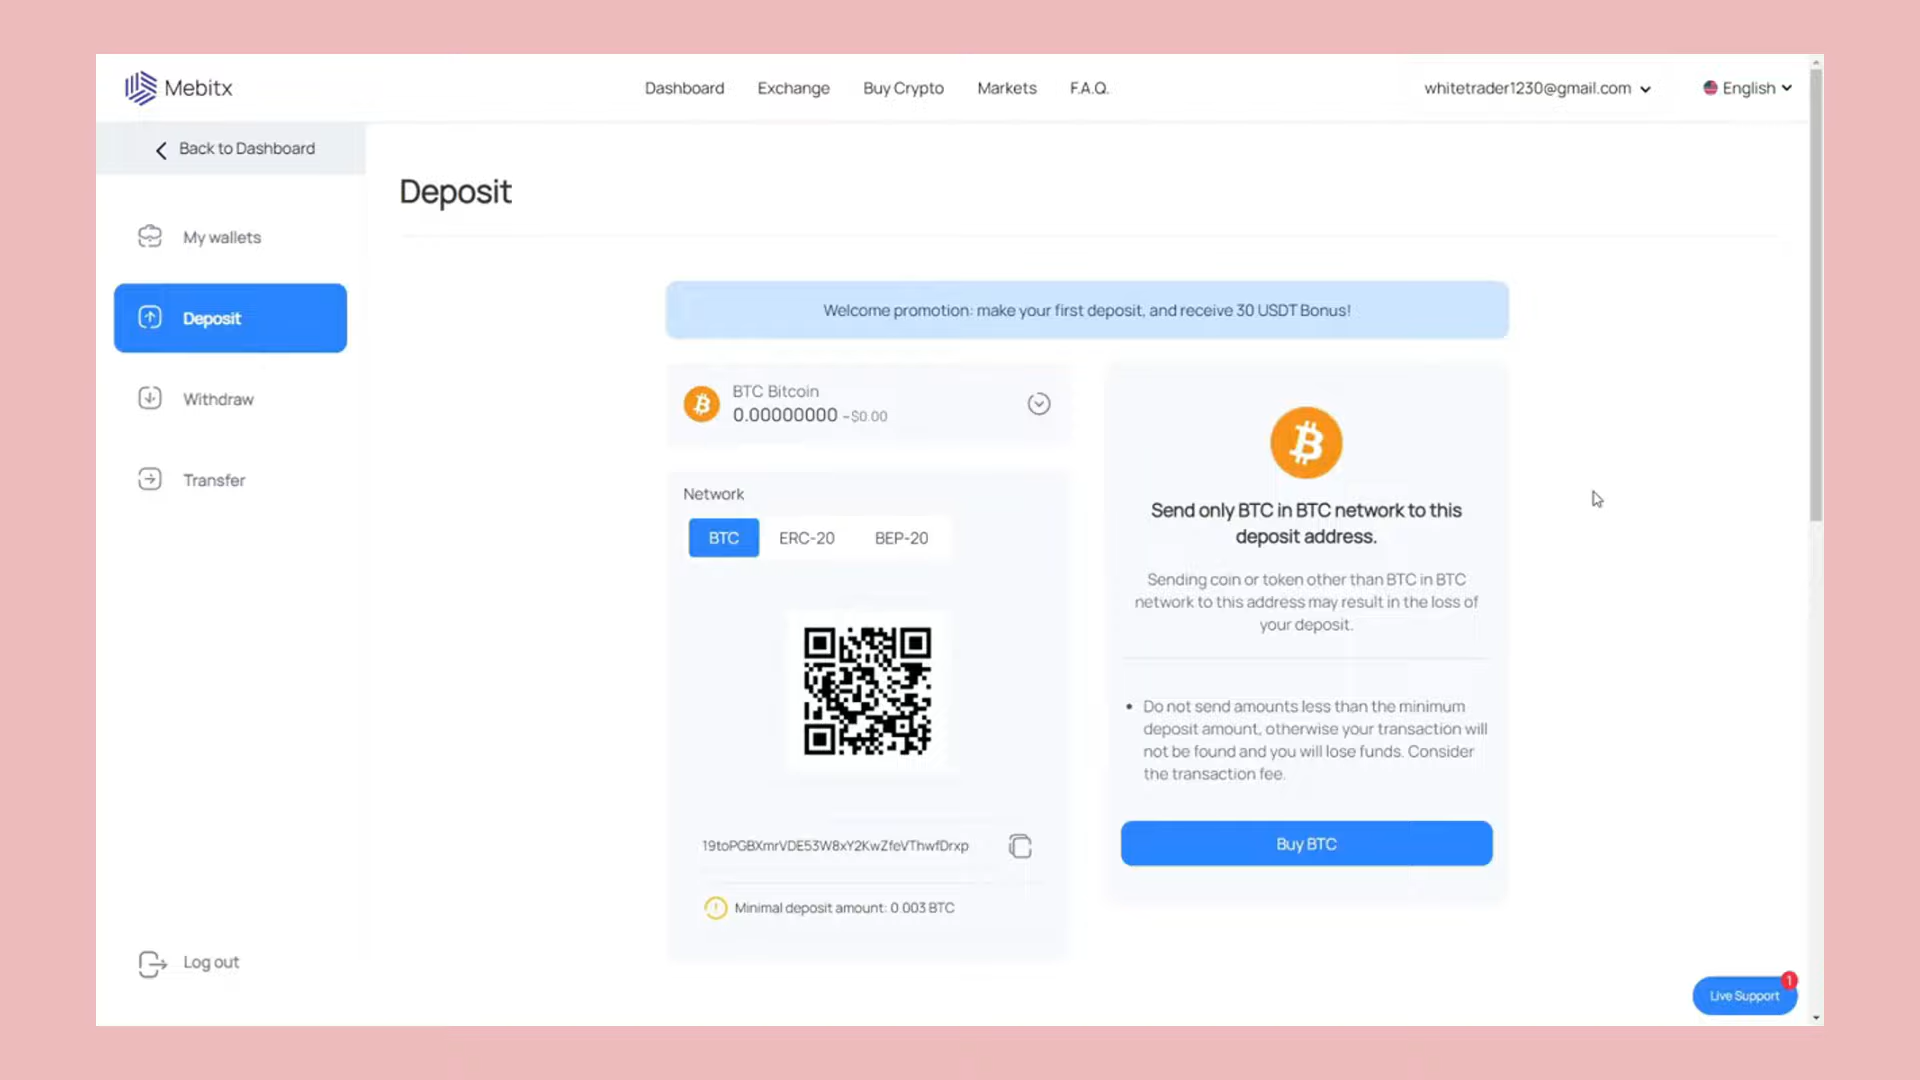 Mebitx
Dashboard Exchange Buy Crypto Markets F.A.Q.
whitetrader1230@gmail.com English
Back to Dashboard
My wallets
Deposit
Withdraw
Transfer
Log out
Deposit
Welcome promotion: make your first deposit, and receive 30 USDT Bonus!
BTC Bitcoin
0.00000000 ~$0.00
Network
BTC ERC-20 BEP-20
19toPGBXmrVDE53W8xY2KwZfeVThwfDrxp
Minimal deposit amount: 0.003 BTC
Send only BTC in BTC network to this
deposit address.
Sending coin or token other than BTC in BTC
network to this address may result in the loss of
your deposit.
• Do not send amounts less than the minimum
deposit amount, otherwise your transaction will
not be found and you will lose funds. Consider
the transaction fee.
Buy BTC
Live Support
1